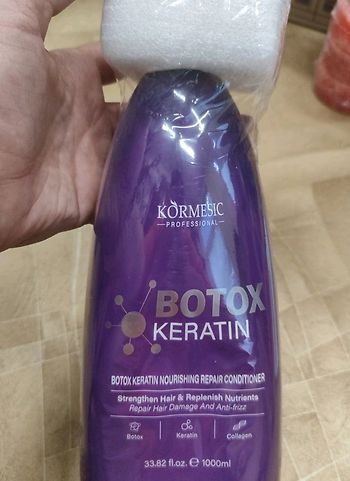 KORMESIC
PROFESSIONAL
BOTOX
KERATIN
BOTOX KERATIN NOURISHING REPAIR CONDITIONER
Strengthen Hair & Replenish Nutrients
Repair Hair Damage And Anti-frizz
Botox Keratin Collagen
33.82 fl.oz. ℮ 1000ml